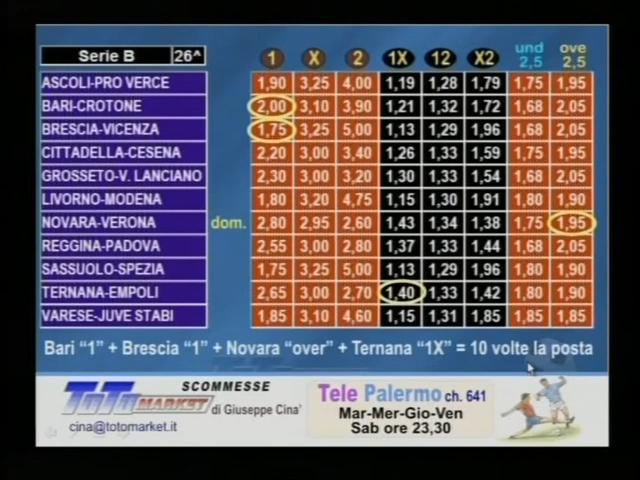 Serie B 26^ 1 X 2 1X 12 X2 und 2,5 ove 2,5
ASCOLI-PRO VERCE 1,90 3,25 4,00 1,19 1,28 1,79 1,75 1,95
BARI-CROTONE 2,00 3,10 3,90 1,21 1,32 1,72 1,68 2,05
BRESCIA-VICENZA 1,75 3,25 5,00 1,13 1,29 1,96 1,68 2,05
CITTADELLA-CESENA 2,20 3,00 3,40 1,26 1,33 1,59 1,75 1,95
GROSSETO-V. LANCIANO 2,30 3,00 3,20 1,30 1,33 1,54 1,68 2,05
LIVORNO-MODENA 1,80 3,20 4,75 1,15 1,30 1,91 1,80 1,90
NOVARA-VERONA dom. 2,80 2,95 2,60 1,43 1,34 1,38 1,75 1,95
REGGINA-PADOVA 2,55 3,00 2,80 1,37 1,33 1,44 1,68 2,05
SASSUOLO-SPEZIA 1,75 3,25 5,00 1,13 1,29 1,96 1,80 1,90
TERNANA-EMPOLI 2,65 3,00 2,70 1,40 1,33 1,42 1,80 1,90
VARESE-JUVE STABI 1,85 3,10 4,60 1,15 1,31 1,85 1,85 1,85
Bari “1” + Brescia “1” + Novara “over” + Ternana “1X” = 10 volte la posta
SCOMMESSE
TOTOMARKET di Giuseppe Cina’
cina@totomarket.it
Tele Palermo ch. 641
Mar-Mer-Gio-Ven
Sab ore 23,30